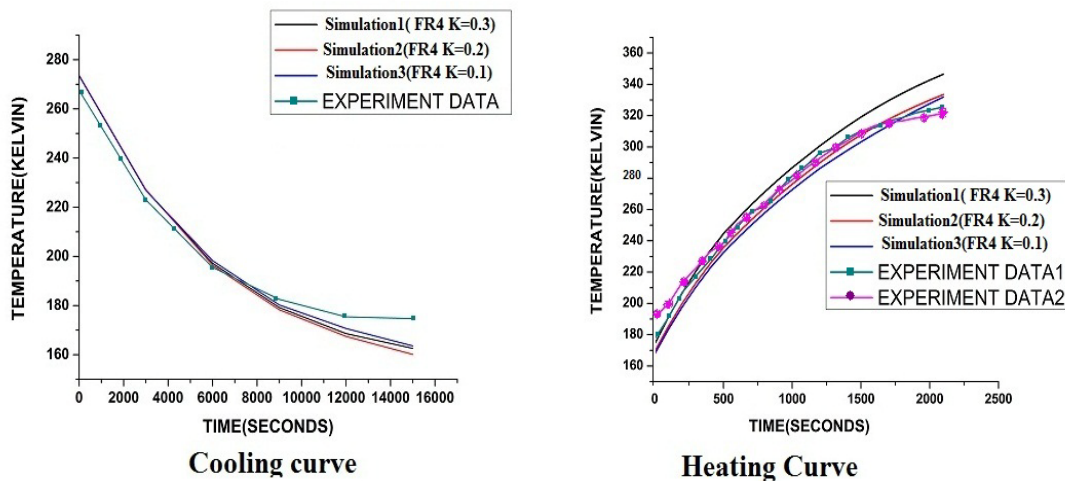 Simulation1( FR4 K=0.3)
Simulation2(FR4 K=0.2)
Simulation3(FR4 K=0.1)
EXPERIMENT DATA
280
260
240
220
200
180
160
TEMPERATURE(KELVIN)
0 2000 4000 6000 8000 10000 12000 14000 16000
TIME(SECONDS)
Cooling curve
360
340
320
300
280
260
240
220
200
180
160
TEMPERATURE(KELVIN)
Simulation1( FR4 K=0.3)
Simulation2(FR4 K=0.2)
Simulation3(FR4 K=0.1)
EXPERIMENT DATA1
EXPERIMENT DATA2
0 500 1000 1500 2000 2500
TIME(SECONDS)
Heating Curve